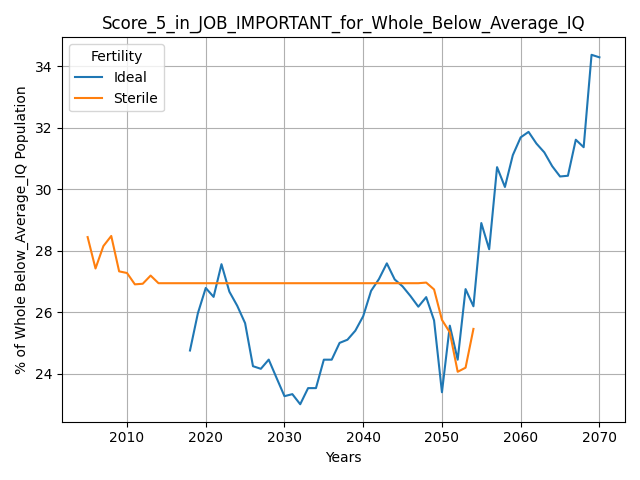 Score_5_in_JOB_IMPORTANT_for_Whole_Below_Average_IQ
Fertility
Ideal
Sterile
% of Whole Below_Average_IQ Population
34
32
30
28
26
24
2010 2020 2030 2040 2050 2060 2070
Years